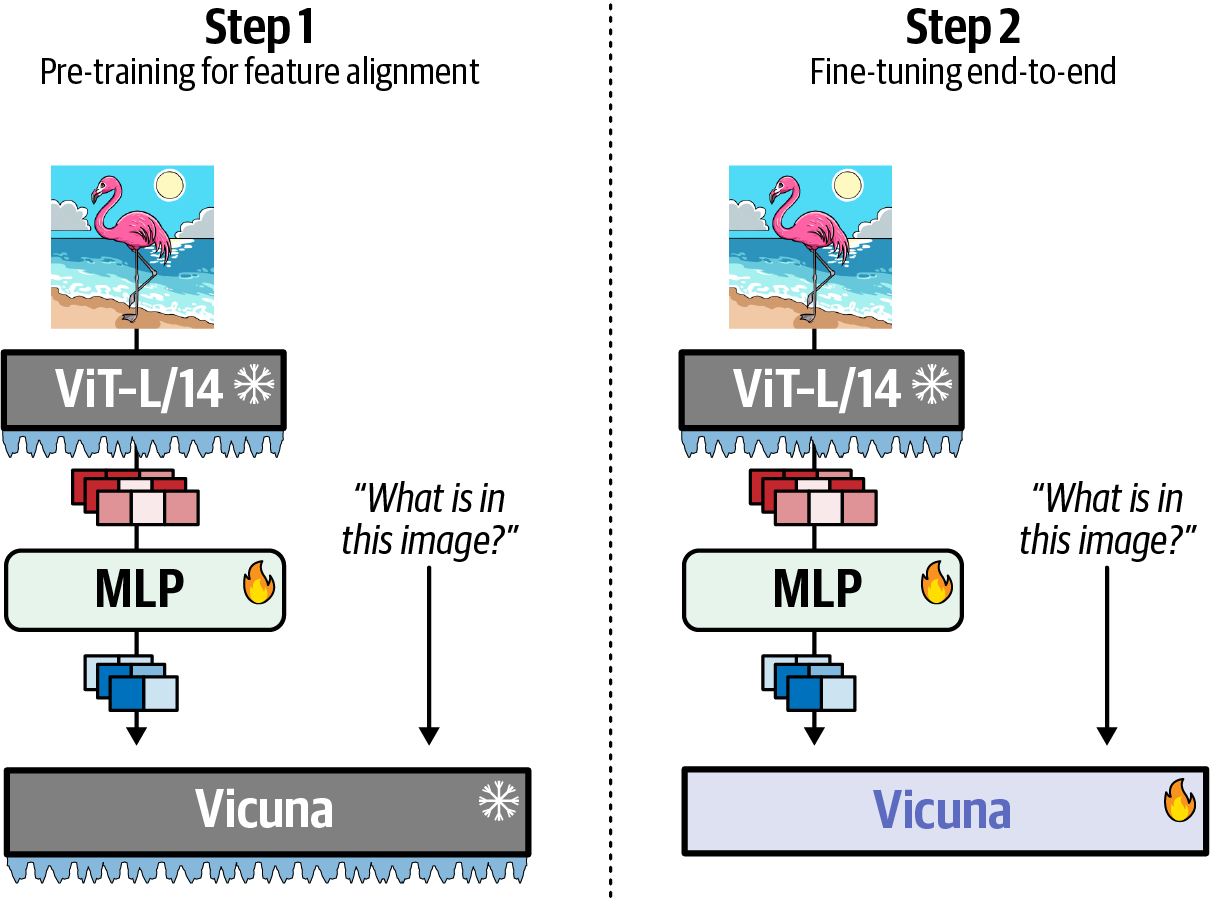 Step 1
Pre-training for feature alignment
ViT-L/14
“What is in
this image?”
MLP
Vicuna
Step 2
Fine-tuning end-to-end
ViT-L/14
“What is in
this image?”
MLP
Vicuna